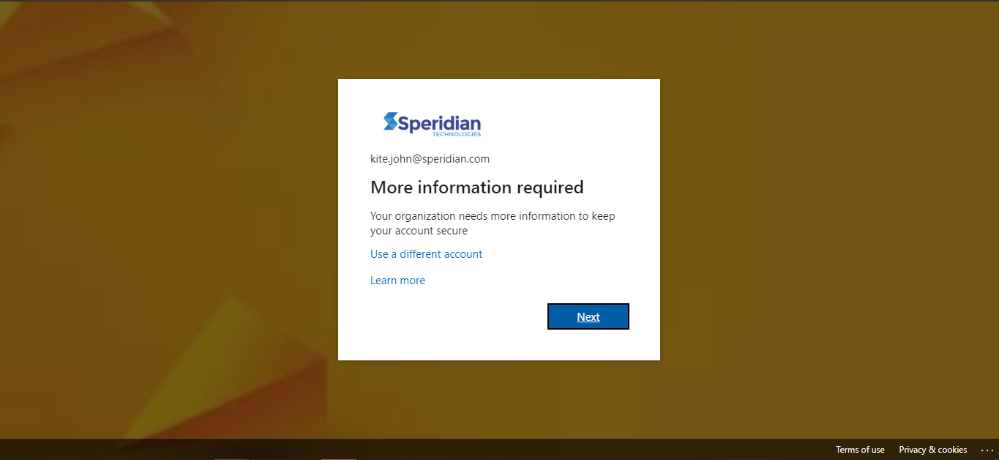 Speridian
TECHNOLOGIES
kite.john@speridian.com
More information required
Your organization needs more information to keep
your account secure
Use a different account
Learn more
Next
Terms of use Privacy & cookies ...